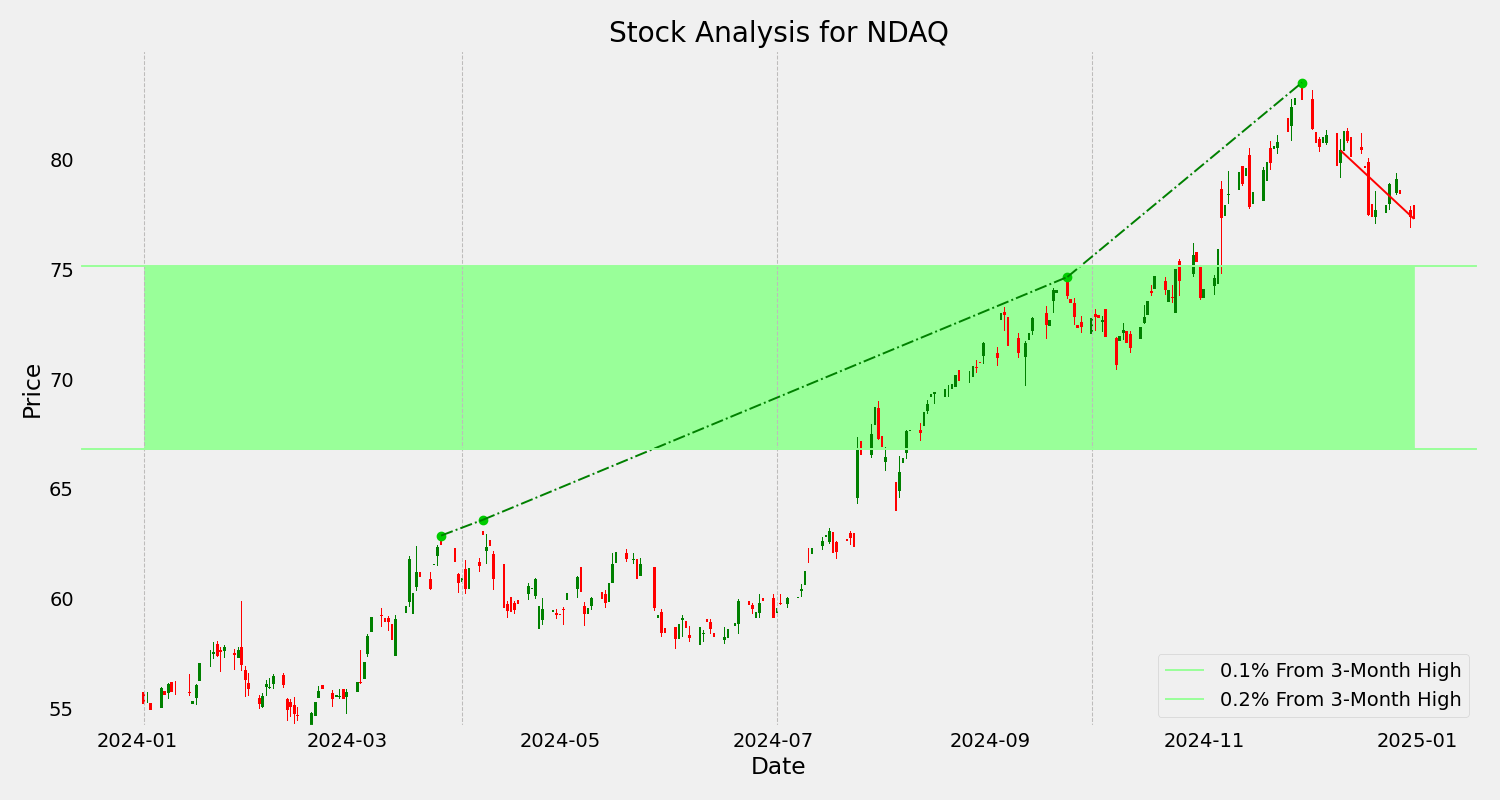 Stock Analysis for NDAQ
Price
80
75
70
65
60
55
0.1% From 3-Month High
0.2% From 3-Month High
2024-01 2024-03 2024-05 2024-07 2024-09 2024-11 2025-01
Date